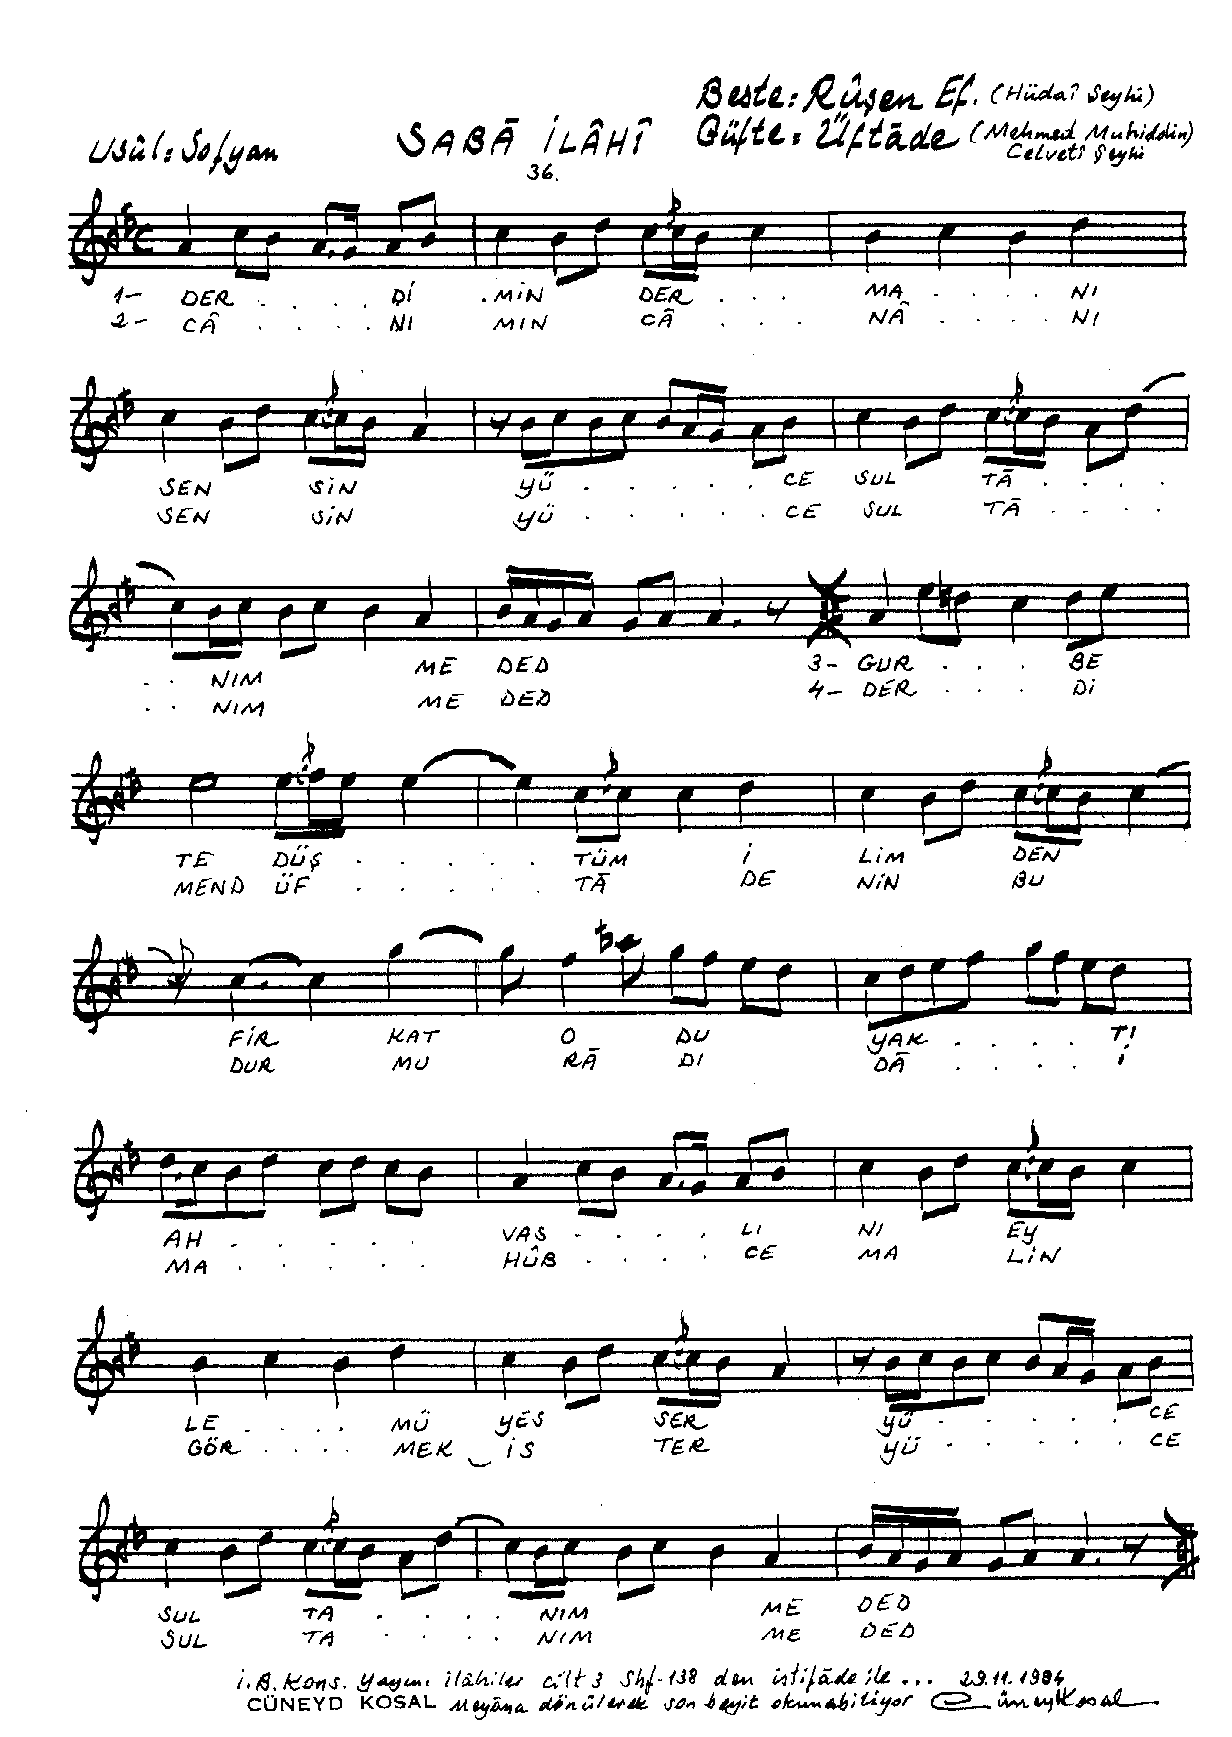 Beste: Rûşen Ef. (Hüdaî Şeyhi)
Usûl: Sofyan SABĀ İLÂHÎ Güfte: Üftāde (Mehmed Muhiddin)
Celvetî Şeyhi
36.
1- DER . . . . Dİ . MİN DER . . . MA . . . . NI
2- CÂ . . . . NI MIN CÂ . . . NÂ . . . . NI
SEN SİN YÜ . . . . . CE SUL TĀ . . . .
SEN SİN YÜ . . . . . CE SUL TĀ . . . .
. . NIM ME DED 3- GUR . . . BE
. . NIM ME DED 4- DER . . . Dİ
TE DÜŞ . . . . . TÜM İ LİM DEN
MEND ÜF . . . . . TĀ DE NİN BU
FİR KAT O DU YAK . . . . TI
DUR MU RĀ DI DĀ . . . . İ
AH . . . . . VAS . . . . LI NI EY
MA . . . . . HÛB . . . . CE MA LİN
LE . . . . MÜ YES SER YÜ . . . . . CE
GÖR . . . . MEK İS TER YÜ . . . . . CE
SUL TA . . . . NIM ME DED
SUL TA . . . . NIM ME DED
İ.B. Kons. Yayını İlâhiler cilt 3 Shf-138 den istifāde ile ... 29.11.1984
CÜNEYD KOSAL Meyāna dönülerek son beyit okunabiliyor CüneydKosal